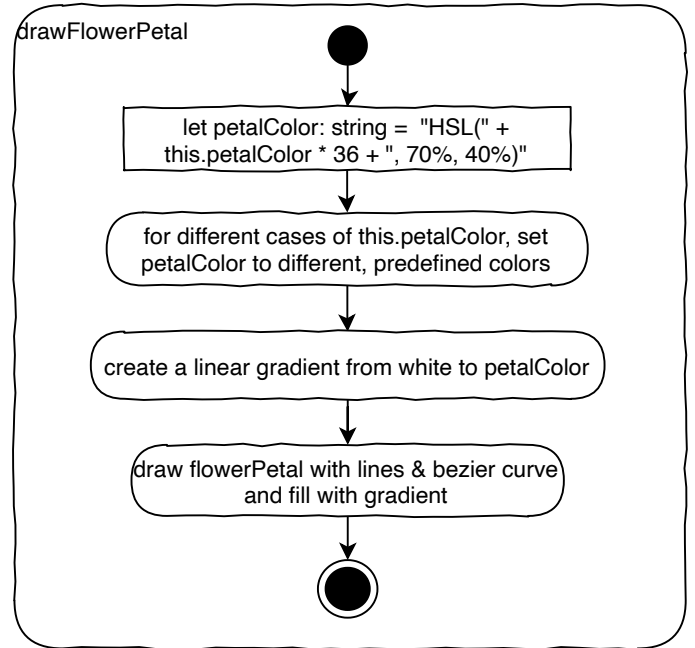 drawFlowerPetal
let petalColor: string = "HSL(" +
this.petalColor * 36 + ", 70%, 40%)"
for different cases of this.petalColor, set
petalColor to different, predefined colors
create a linear gradient from white to petalColor
draw flowerPetal with lines & bezier curve
and fill with gradient